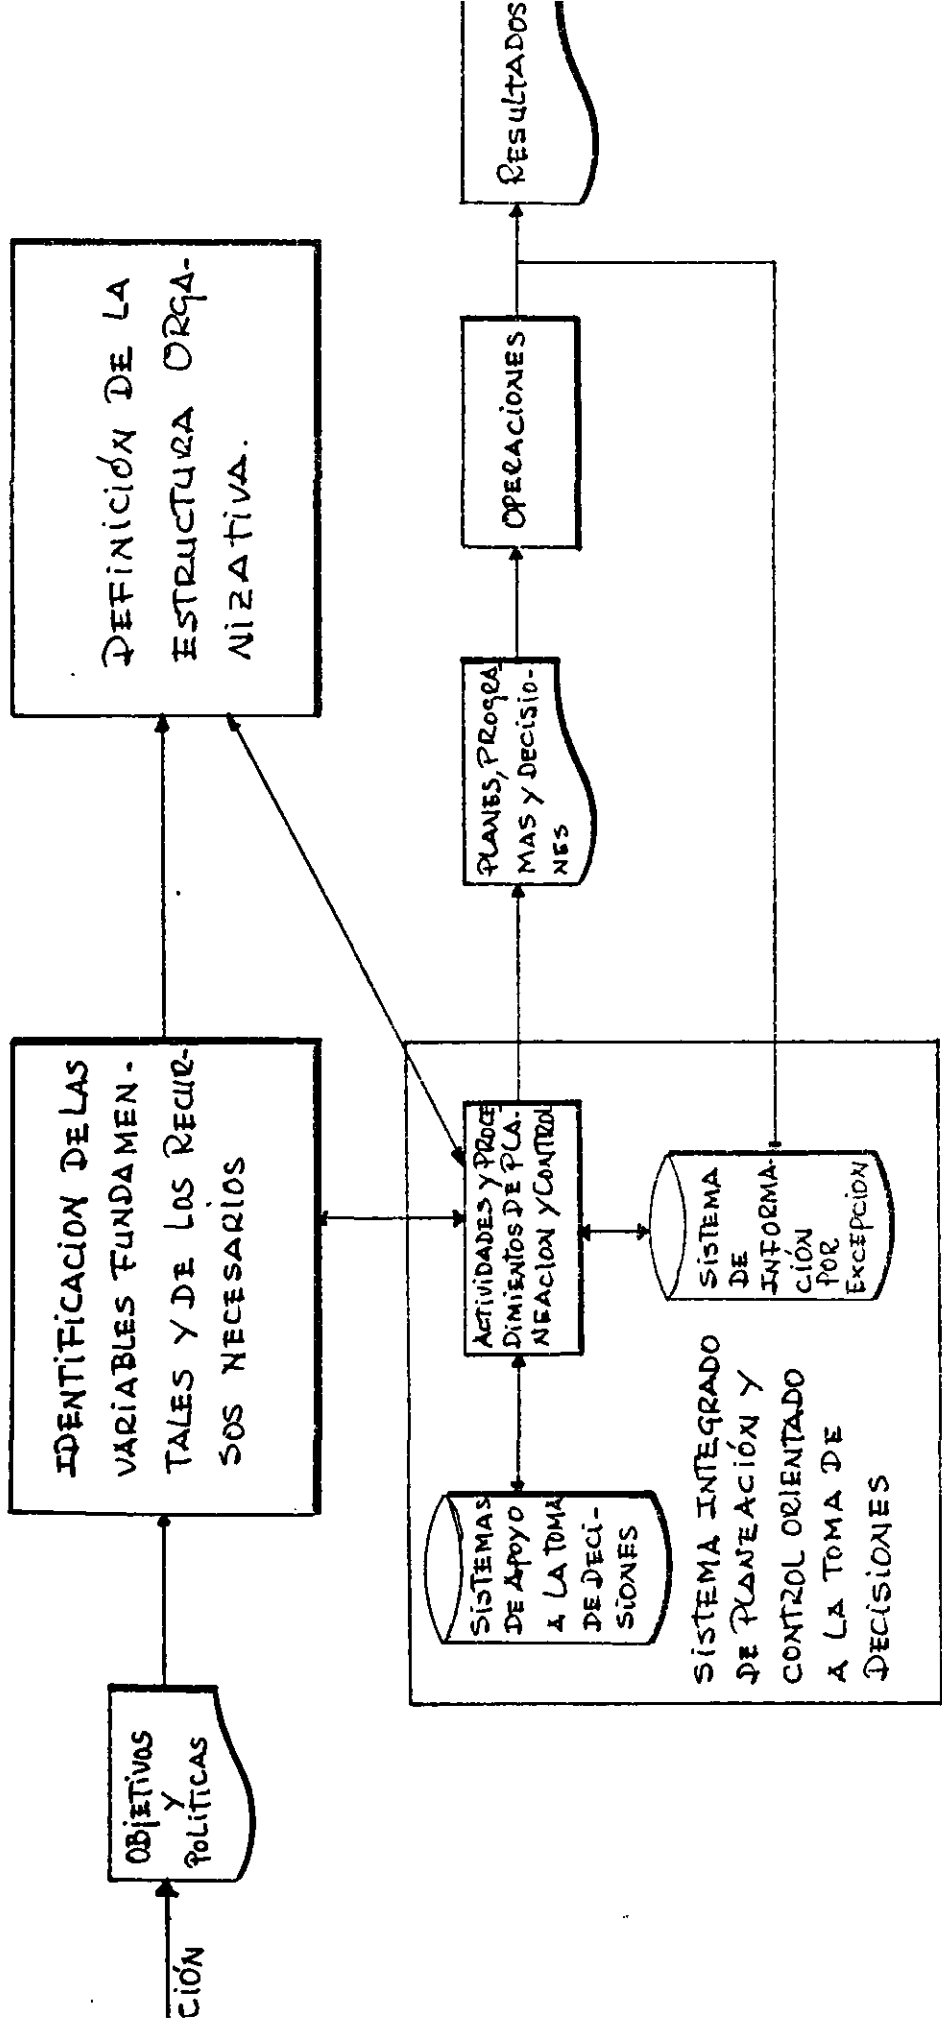 CIÓN
OBJETIVOS
Y
POLÍTICAS
IDENTIFICACION DE LAS
VARIABLES FUNDAMEN-
TALES Y DE LOS RECUR-
SOS NECESARIOS
DEFINICIÓN DE LA
ESTRUCTURA ORGA-
NIZATIVA.
SISTEMAS
DE APOYO
A LA TOMA
DE DECI-
SIONES
ACTIVIDADES Y PROCE
DIMIENTOS DE PLA-
NEACION Y CONTROL
SISTEMA
DE
INFORMA-
CIÓN
POR
EXCEPCION
SISTEMA INTEGRADO
DE PLANEACIÓN Y
CONTROL ORIENTADO
A LA TOMA DE
DECISIONES
PLANES, PROGRA
MAS Y DECISIO-
NES
OPERACIONES
RESULTADOS